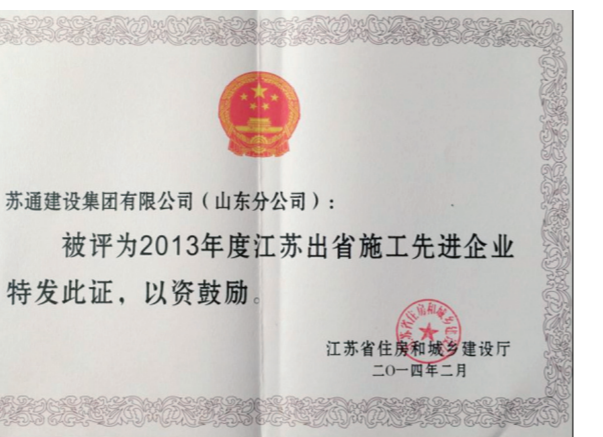 苏通建设集团有限公司（山东分公司）：
被评为2013年度江苏出省施工先进企业
特发此证，以资鼓励。
江苏省住房和城乡建设厅
二〇一四年二月